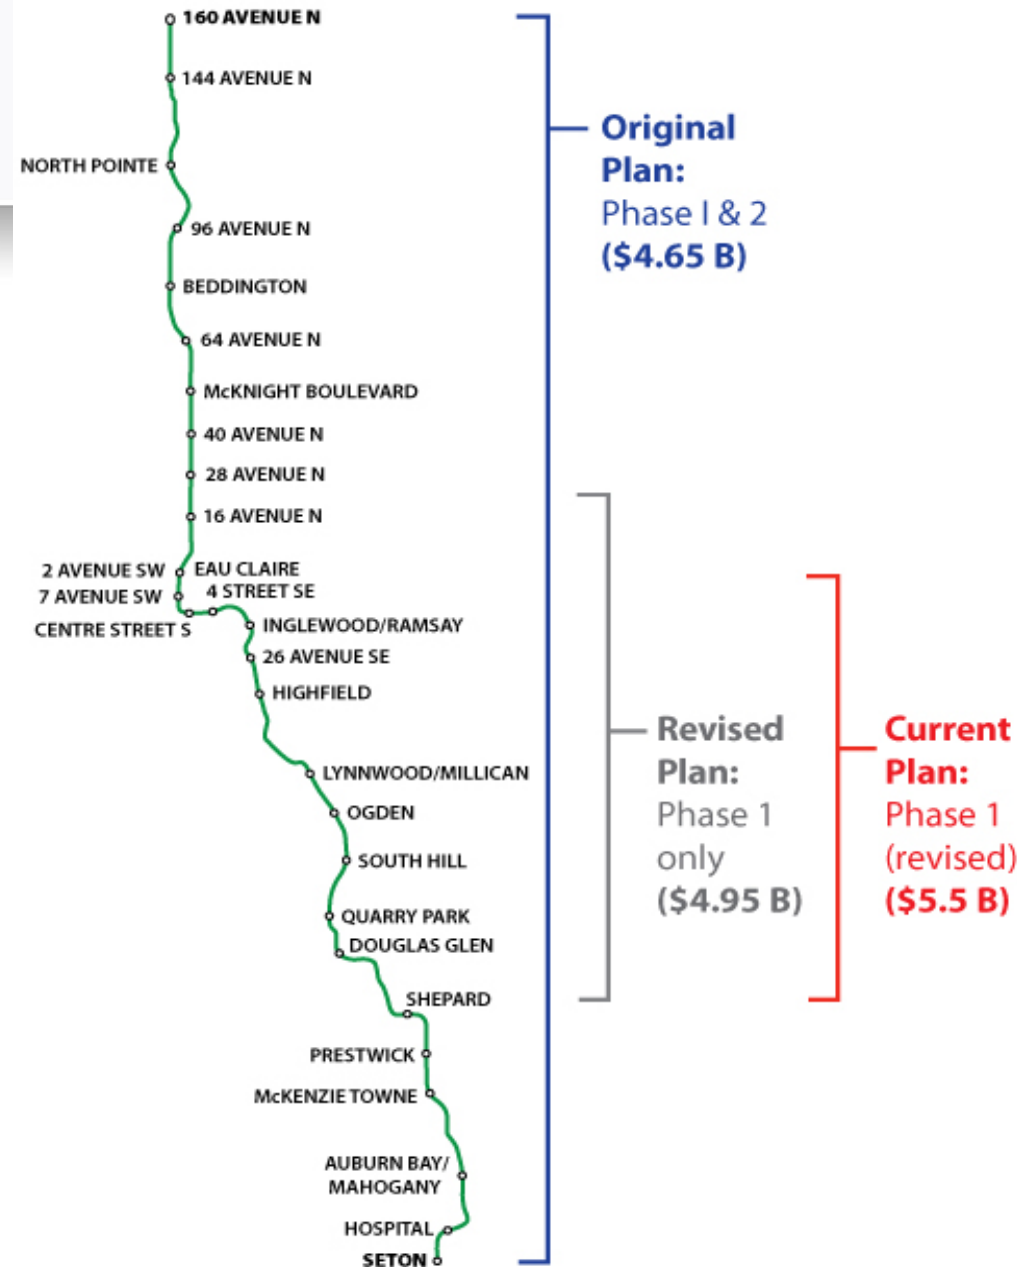 160 AVENUE N
144 AVENUE N
NORTH POINTE
96 AVENUE N
BEDDINGTON
64 AVENUE N
McKNIGHT BOULEVARD
40 AVENUE N
28 AVENUE N
16 AVENUE N
2 AVENUE SW
EAU CLAIRE
7 AVENUE SW
4 STREET SE
CENTRE STREET S
INGLEWOOD/RAMSAY
26 AVENUE SE
HIGHFIELD
LYNNWOOD/MILLICAN
OGDEN
SOUTH HILL
QUARRY PARK
DOUGLAS GLEN
SHEPARD
PRESTWICK
McKENZIE TOWNE
AUBURN BAY/
MAHOGANY
HOSPITAL
SETON
Original
Plan:
Phase I & 2
($4.65 B)
Revised
Plan:
Phase 1
only
($4.95 B)
Current
Plan:
Phase 1
(revised)
($5.5 B)